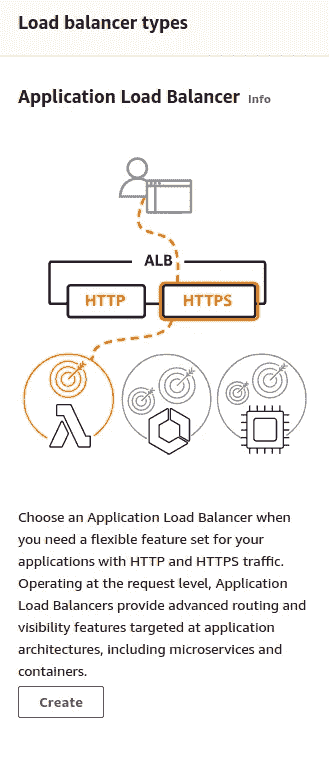 Load balancer types
Application Load Balancer Info
ALB
HTTP HTTPS
Choose an Application Load Balancer when
you need a flexible feature set for your
applications with HTTP and HTTPS traffic.
Operating at the request level, Application
Load Balancers provide advanced routing and
visibility features targeted at application
architectures, including microservices and
containers.
Create